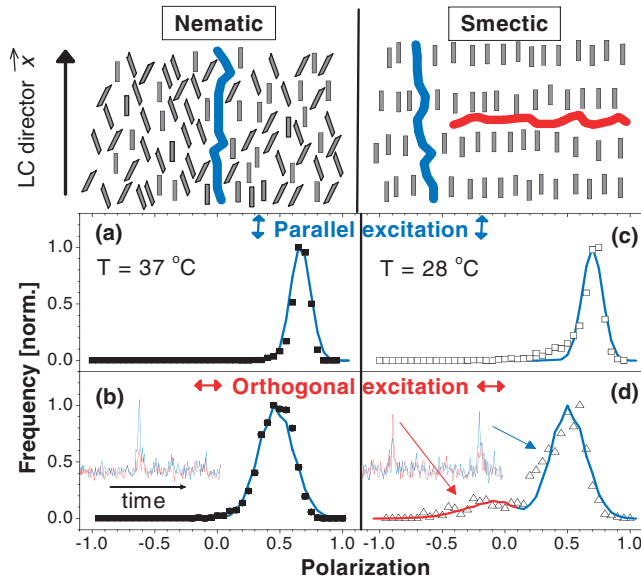 Nematic
Smectic
LC director x
(a)
Parallel excitation
(c)
T = 37 °C
T = 28 °C
1.0
0.5
0.0
(b)
Orthogonal excitation
(d)
1.0
0.5
0.0
time
Frequency [norm.]
-1.0 -0.5 0.0 0.5 1.0 -1.0 -0.5 0.0 0.5 1.0
Polarization
Polarization